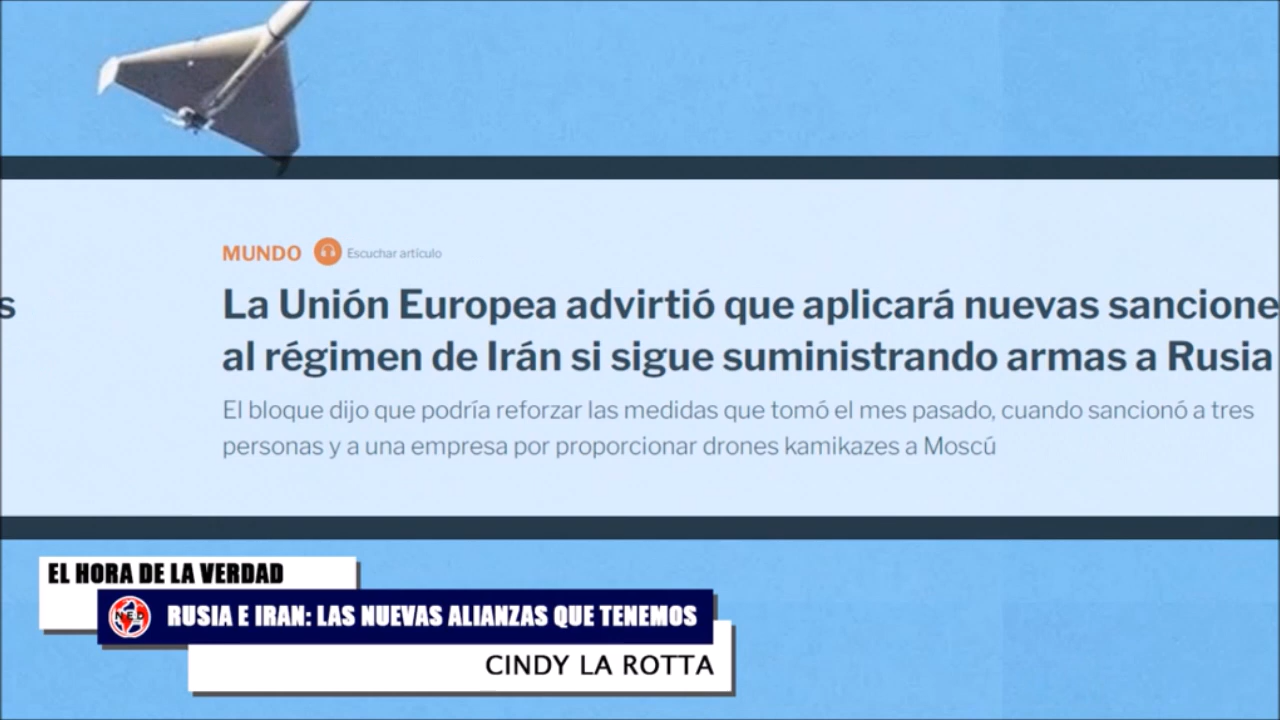 MUNDO Escuchar artículo
s
La Unión Europea advirtió que aplicará nuevas sancione
al régimen de Irán si sigue suministrando armas a Rusia
El bloque dijo que podría reforzar las medidas que tomó el mes pasado, cuando sancionó a tres
personas y a una empresa por proporcionar drones kamikazes a Moscú
EL HORA DE LA VERDAD
RUSIA E IRAN: LAS NUEVAS ALIANZAS QUE TENEMOS
CINDY LA ROTTA